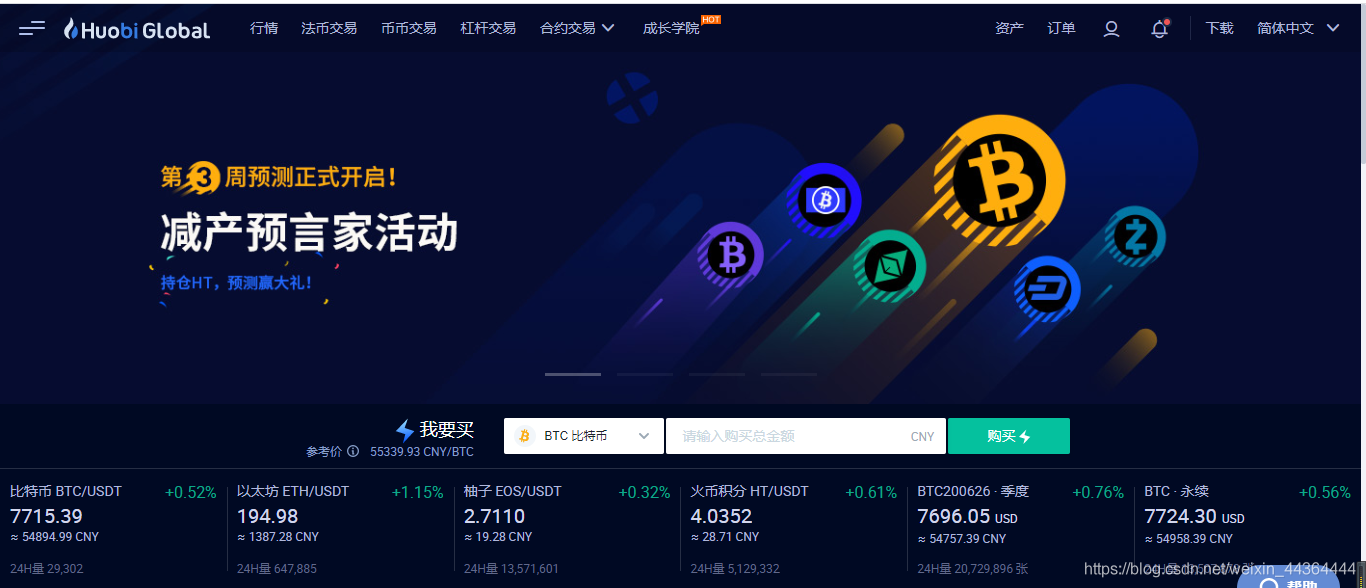 Huobi Global 行情 法币交易 币币交易 杠杆交易 合约交易 成长学院 HOT 资产 订单 下载 简体中文
第3周预测正式开启！
减产预言家活动
持仓HT，预测赢大礼！
我要买
参考价 55339.93 CNY/BTC
BTC 比特币
请输入购买总金额 CNY
购买
比特币 BTC/USDT +0.52%
7715.39
≈ 54894.99 CNY
24H量 29,302
以太坊 ETH/USDT +1.15%
194.98
≈ 1387.28 CNY
24H量 647,885
柚子 EOS/USDT +0.32%
2.7110
≈ 19.28 CNY
24H量 13,571,601
火币积分 HT/USDT +0.61%
4.0352
≈ 28.71 CNY
24H量 5,129,332
BTC200626 · 季度 +0.76%
7696.05 USD
≈ 54757.39 CNY
24H量 20,729,896 张
BTC · 永续 +0.56%
7724.30 USD
≈ 54958.39 CNY
帮助
https://blog.csdn.net/weixin_44364444